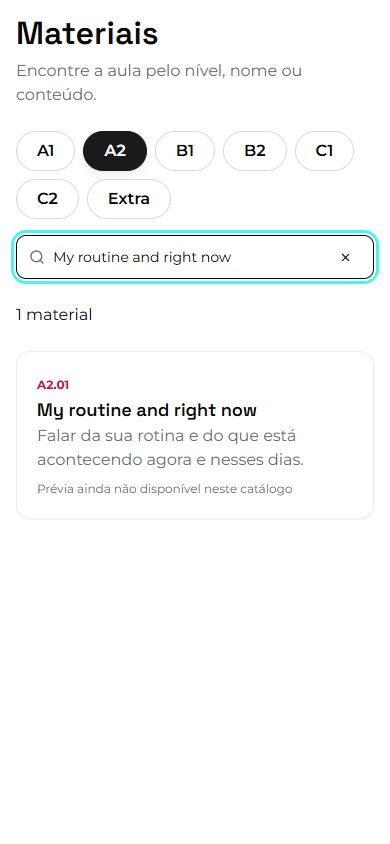 Materiais
Encontre a aula pelo nível, nome ou
conteúdo.
A1 A2 B1 B2 C1
C2 Extra
My routine and right now ×
1 material
A2.01
My routine and right now
Falar da sua rotina e do que está
acontecendo agora e nesses dias.
Prévia ainda não disponível neste catálogo